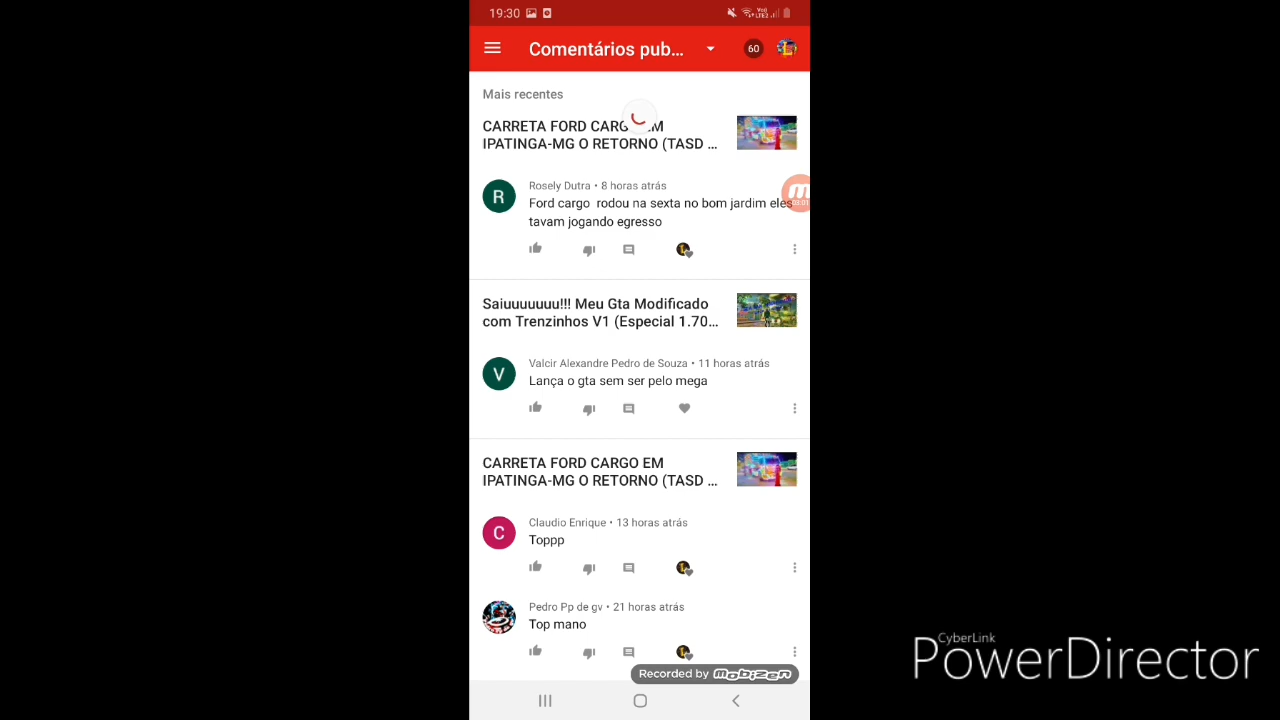 19:30
Vo))
LTE2
Comentários pub...
60
Mais recentes
CARRETA FORD CARGO EM
IPATINGA-MG O RETORNO (TASD ...
R
Rosely Dutra • 8 horas atrás
Ford cargo rodou na sexta no bom jardim eles
tavam jogando egresso
03:01
Saiuuuuuuu!!! Meu Gta Modificado
com Trenzinhos V1 (Especial 1.70...
V
Valcir Alexandre Pedro de Souza • 11 horas atrás
Lança o gta sem ser pelo mega
CARRETA FORD CARGO EM
IPATINGA-MG O RETORNO (TASD ...
C
Claudio Enrique • 13 horas atrás
Toppp
Pedro Pp de gv • 21 horas atrás
Top mano
Recorded by mobizen
CyberLink
PowerDirector